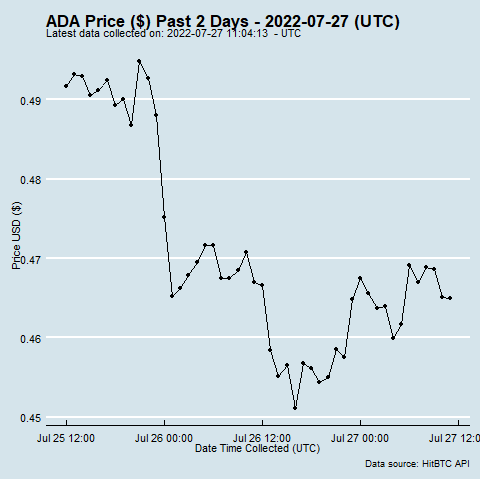 ADA Price ($) Past 2 Days - 2022-07-27 (UTC)
Latest data collected on: 2022-07-27 11:04:13 - UTC
0.49
0.48
0.47
0.46
0.45
Price USD ($)
Jul 25 12:00 Jul 26 00:00 Jul 26 12:00 Jul 27 00:00 Jul 27 12:00
Date Time Collected (UTC)
Data source: HitBTC API